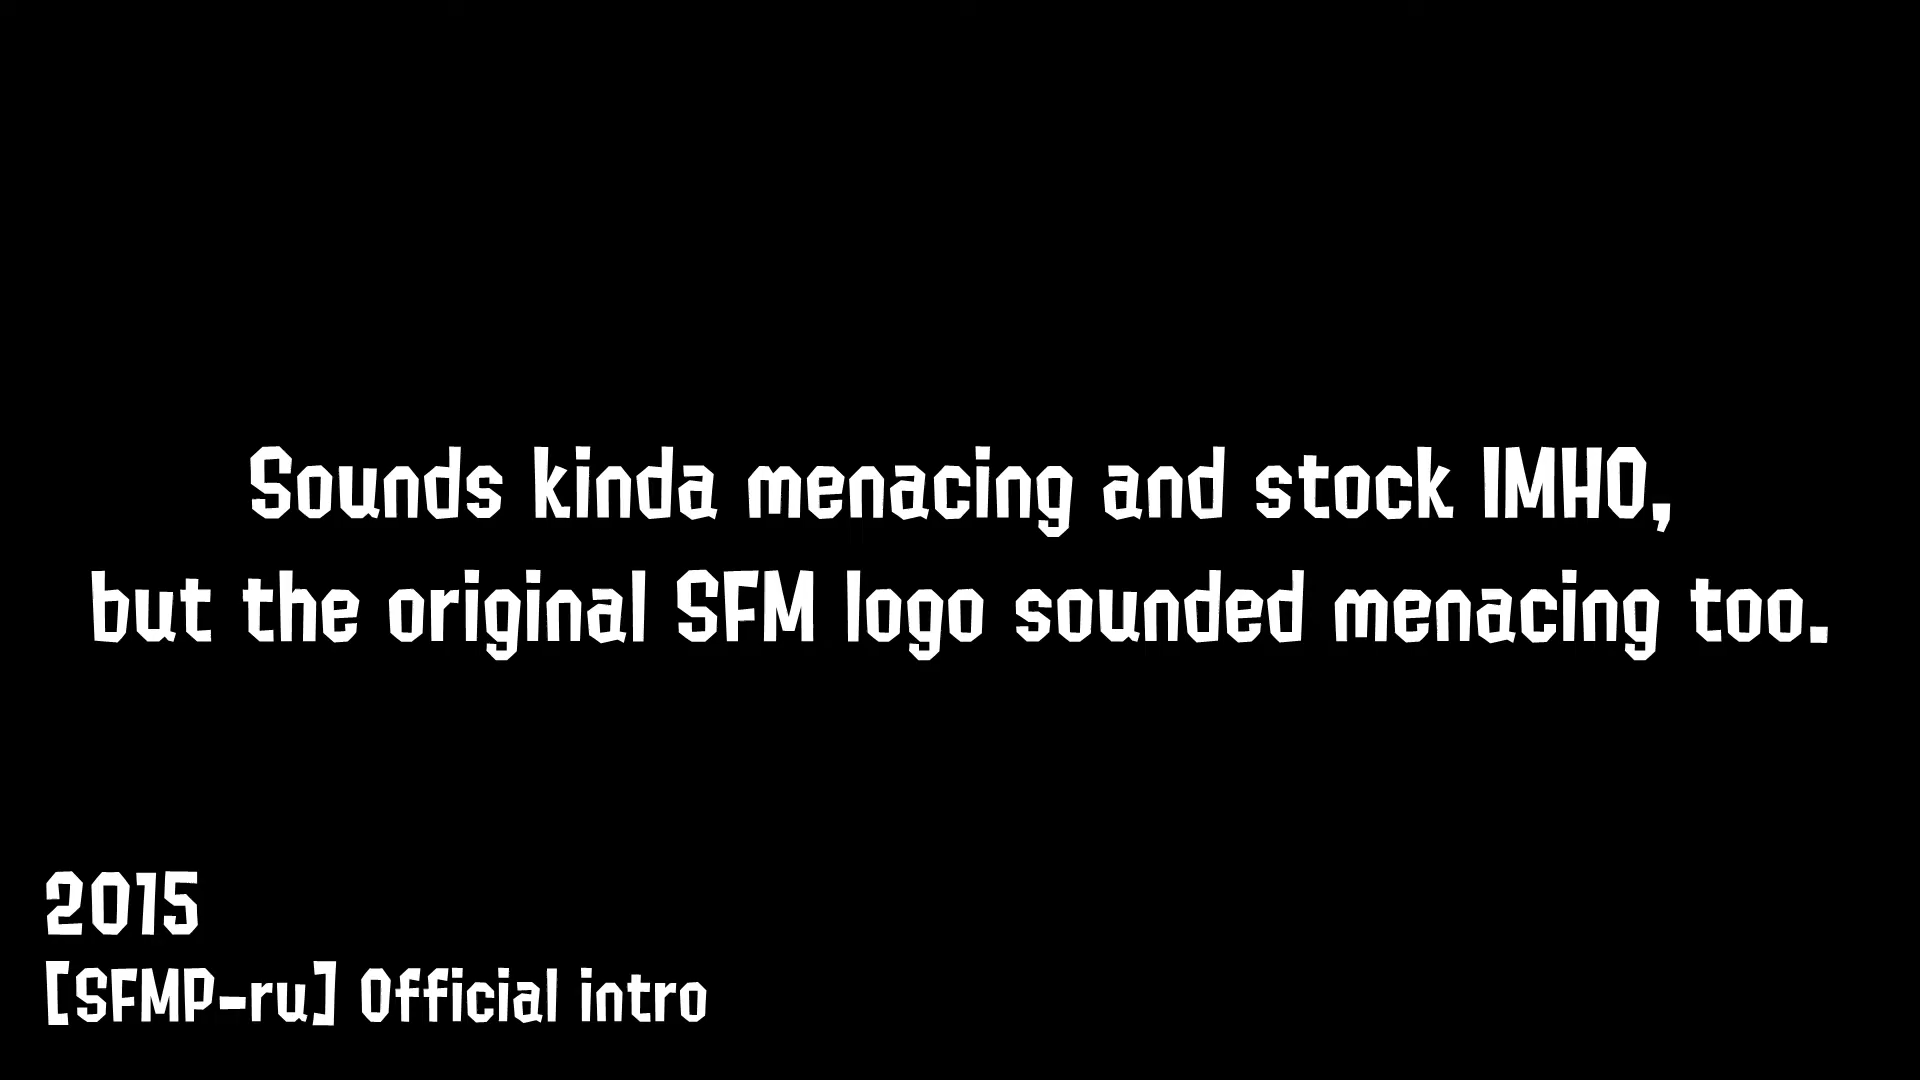 Sounds kinda menacing and stock IMHO,
but the original SFM logo sounded menacing too.
2015
[SFMP-ru] Official intro